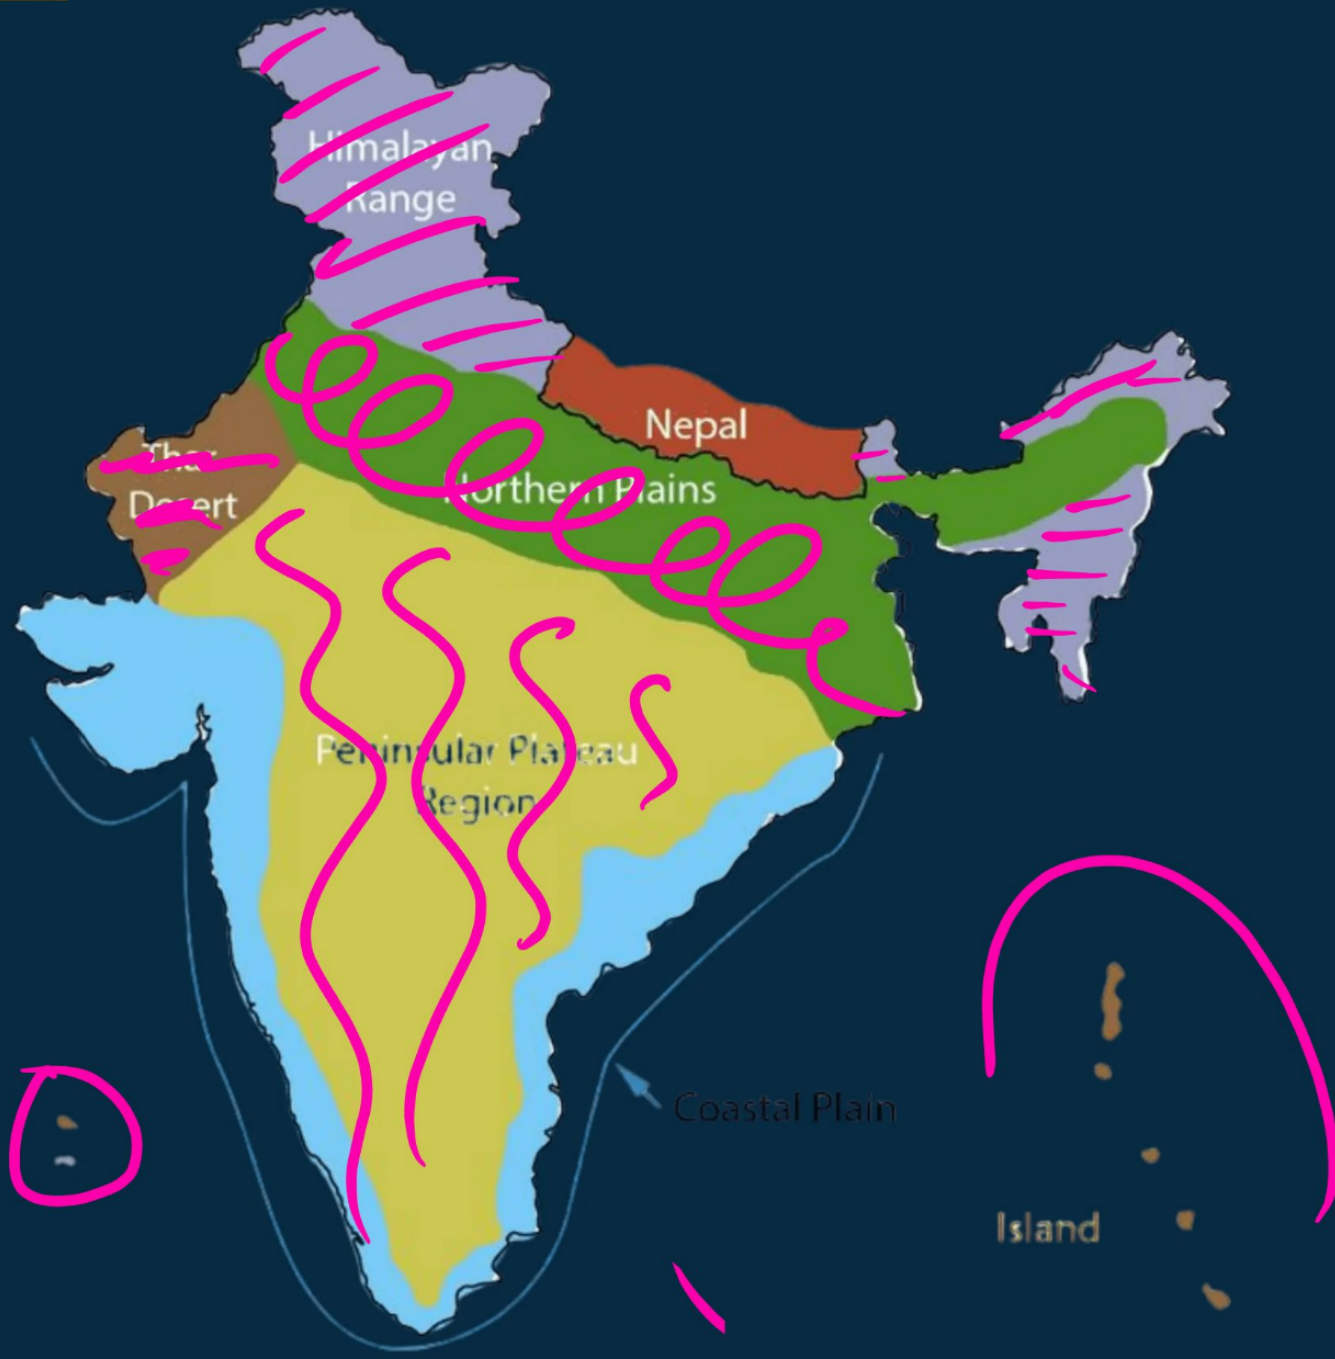 Himalayan
Range
Nepal
Thar
Desert
Northern Plains
Peninsular Plateau
Region
Coastal Plain
Island